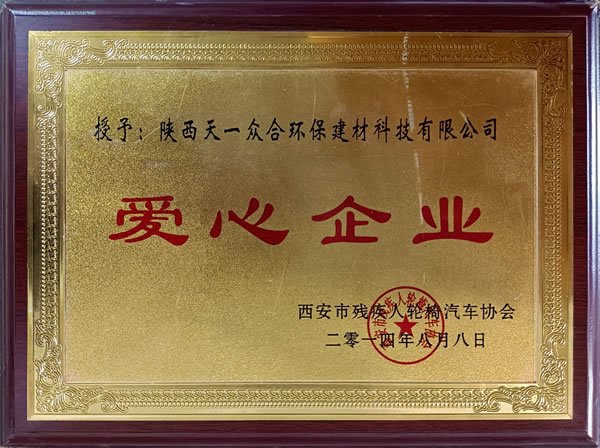 授予：陕西天一众合环保建材科技有限公司
爱心企业
西安市残疾人轮椅汽车协会
二零一四年八月八日